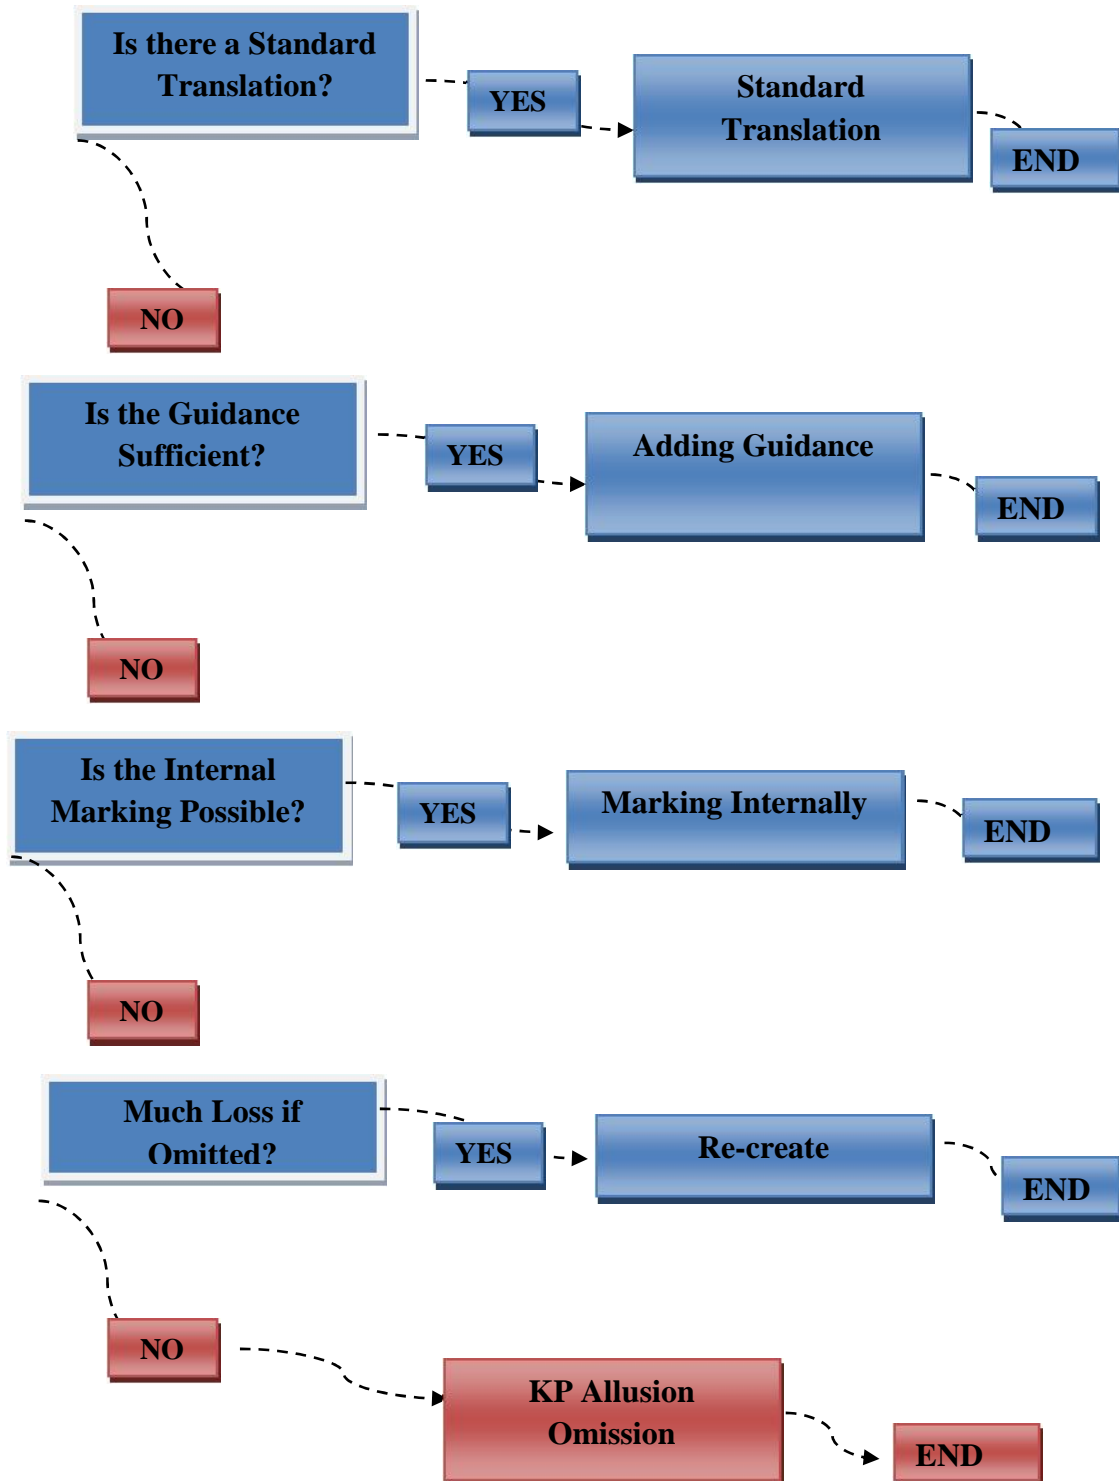 Is there a Standard
Translation?
YES
Standard
Translation
END
NO
Is the Guidance
Sufficient?
YES
Adding Guidance
END
NO
Is the Internal
Marking Possible?
YES
Marking Internally
END
NO
Much Loss if
Omitted?
YES
Re-create
END
NO
KP Allusion
Omission
END